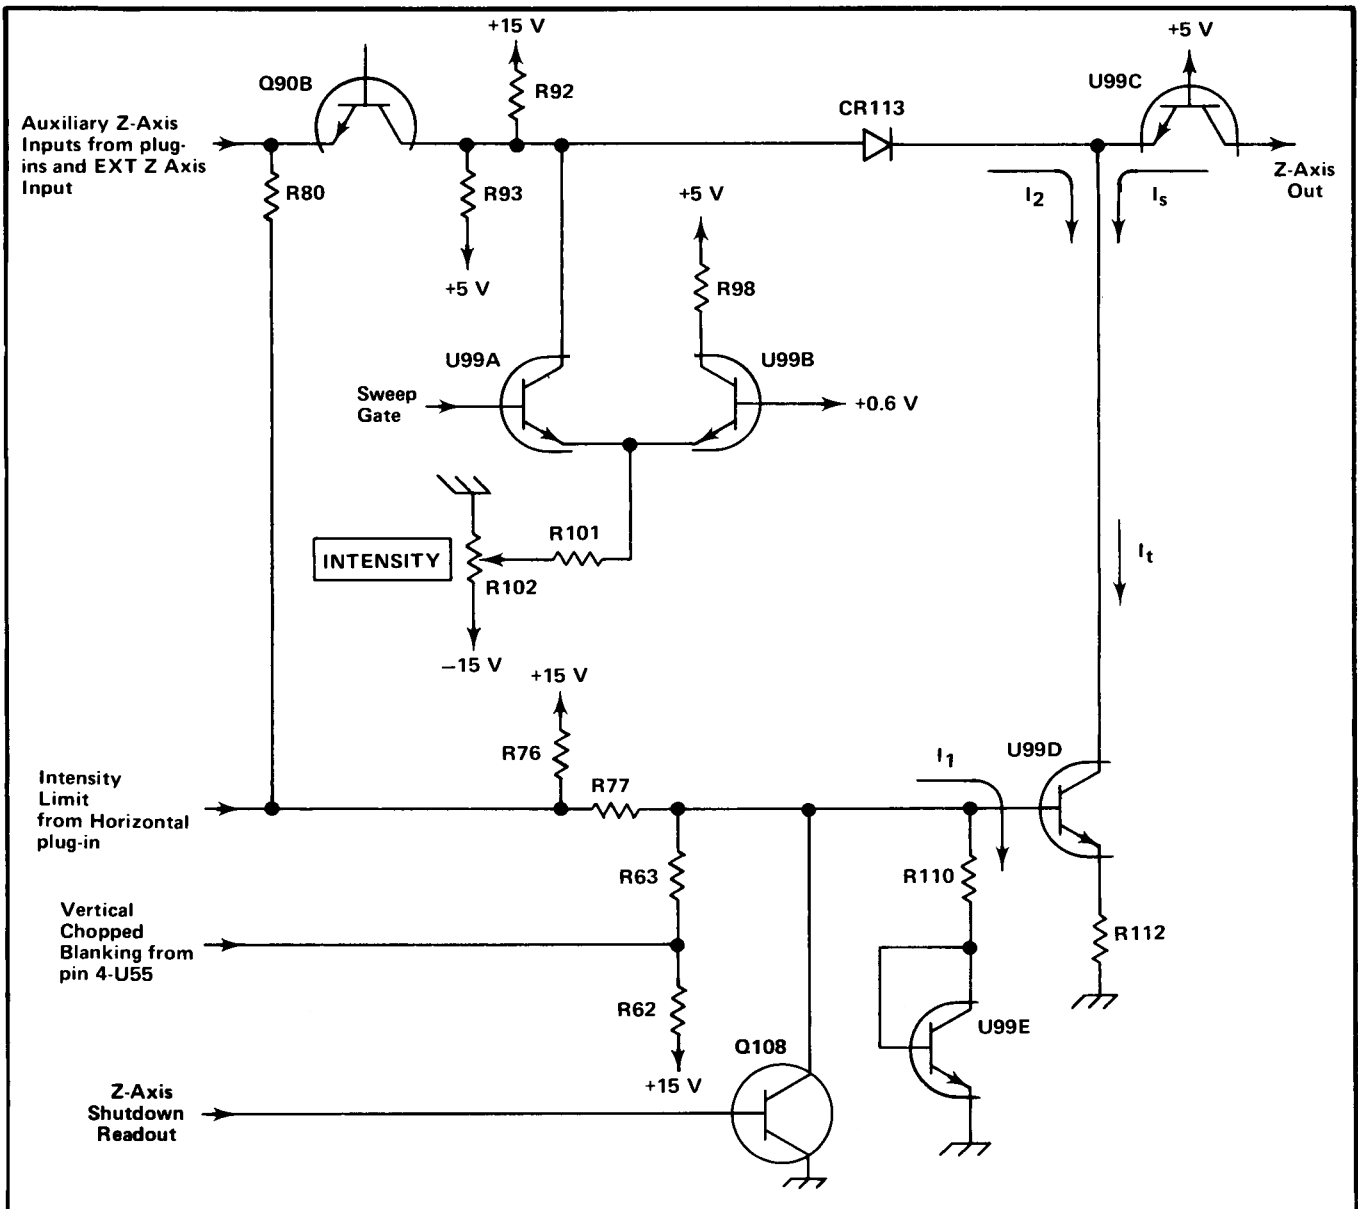 +15 V
+5 V
Q90B
R92
U99C
CR113
Auxiliary Z-Axis
Inputs from plug-
ins and EXT Z Axis
Input
R80
R93
+5 V
I2
Is
Z-Axis
Out
+5 V
R98
U99A
U99B
Sweep
Gate
+0.6 V
R101
INTENSITY
R102
It
−15 V
+15 V
R76
R77
I1
U99D
Intensity
Limit
from Horizontal
plug-in
R63
R110
Vertical
Chopped
Blanking from
pin 4-U55
R112
R62
U99E
Q108
+15 V
Z-Axis
Shutdown
Readout